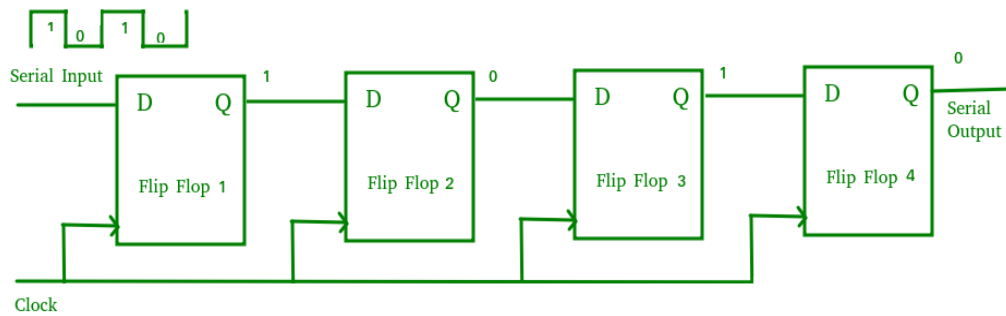 1 0 1 0
Serial Input
1
0
1
0
D Q
D Q
D Q
D Q
Serial
Output
Flip Flop 1
Flip Flop 2
Flip Flop 3
Flip Flop 4
Clock